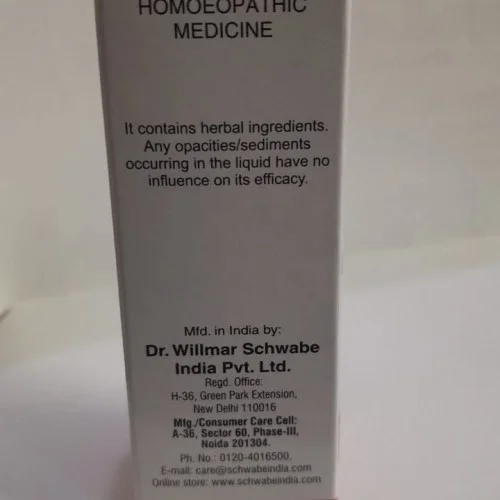 HOMOEOPATHIC
MEDICINE
It contains herbal ingredients.
Any opacities/sediments
occurring in the liquid have no
influence on its efficacy.
Mfd. in India by:
Dr. Willmar Schwabe
India Pvt. Ltd.
Regd. Office:
H-36, Green Park Extension,
New Delhi 110016
Mfg./Consumer Care Cell:
A-36, Sector 60, Phase-III,
Noida 201304.
Ph. No.: 0120-4016500.
E-mail: care@schwabeindia.com
Online store: www.schwabeindia.com